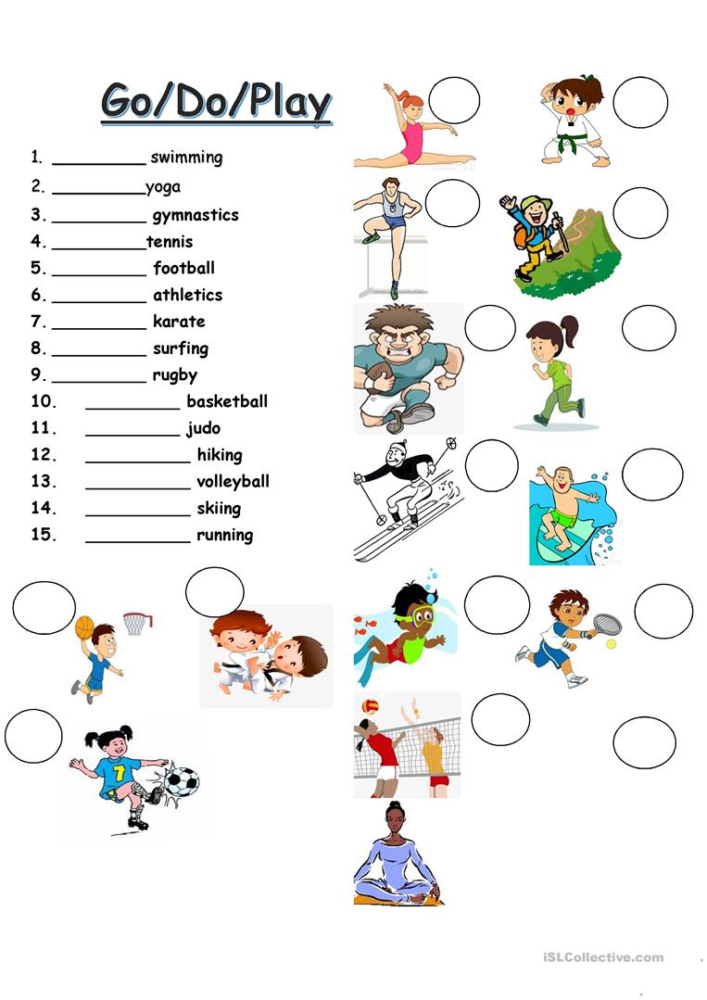 Go/Do/Play
1. __________ swimming
2. __________yoga
3. __________ gymnastics
4. __________tennis
5. __________ football
6. __________ athletics
7. __________ karate
8. __________ surfing
9. __________ rugby
10. __________ basketball
11. __________ judo
12. ___________ hiking
13. ___________ volleyball
14. ___________ skiing
15. ___________ running
7
iSLCollective.com